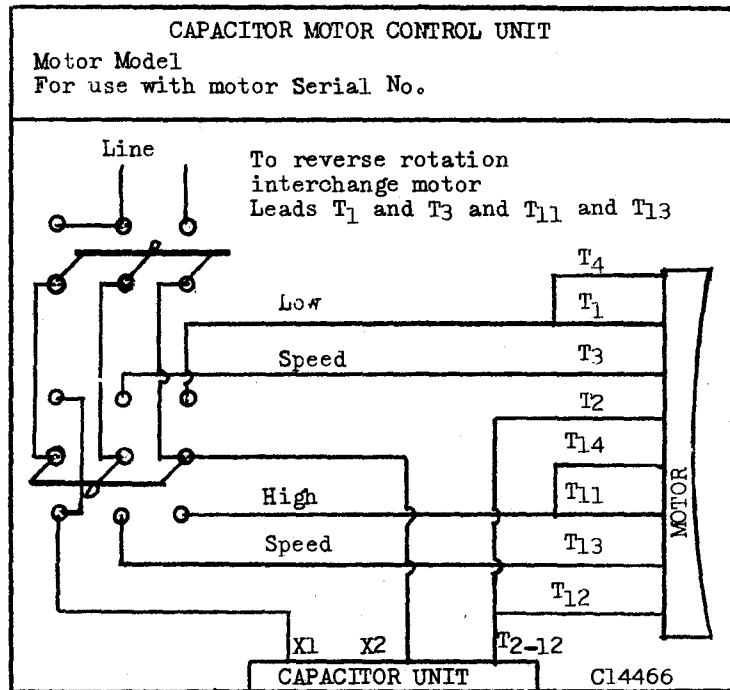 CAPACITOR MOTOR CONTROL UNIT
Motor Model
For use with motor Serial No.
Line
To reverse rotation
interchange motor
Leads T1 and T3 and T11 and T13
T4
Low
T1
Speed
T3
T2
T14
High
T11
MOTOR
Speed
T13
T12
X1
X2
T2-12
CAPACITOR UNIT
C14466